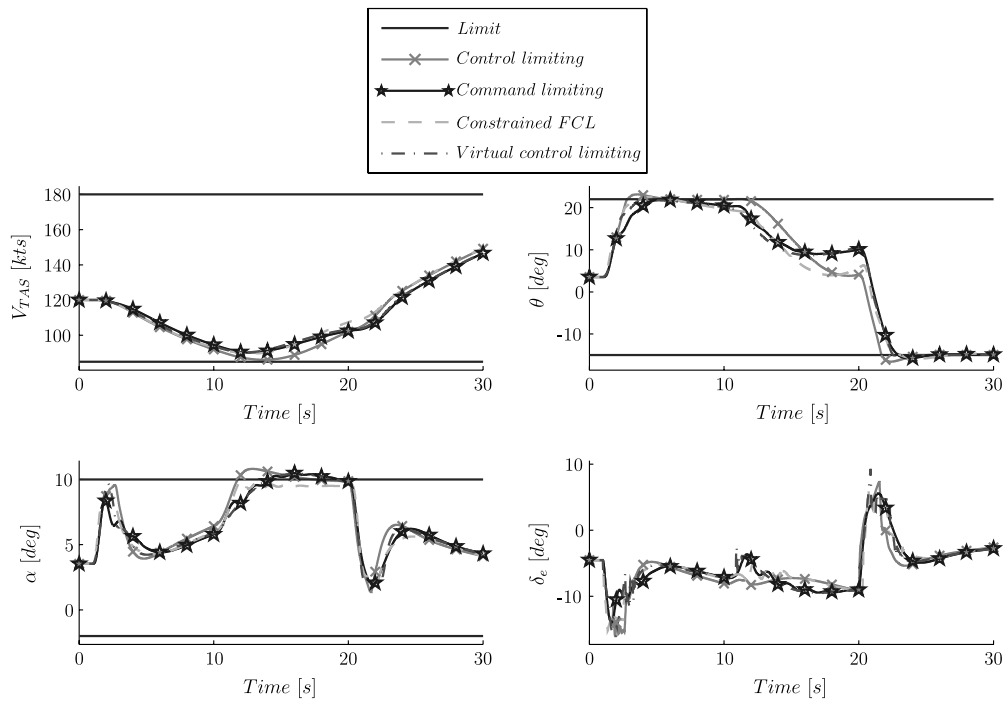 Limit
Control limiting
Command limiting
Constrained FCL
Virtual control limiting
180
160
140
120
100
V_TAS [kts]
0 10 20 30
Time [s]
20
10
0
-10
θ [deg]
0 10 20 30
Time [s]
10
5
0
α [deg]
0 10 20 30
Time [s]
10
0
-10
δ_e [deg]
0 10 20 30
Time [s]